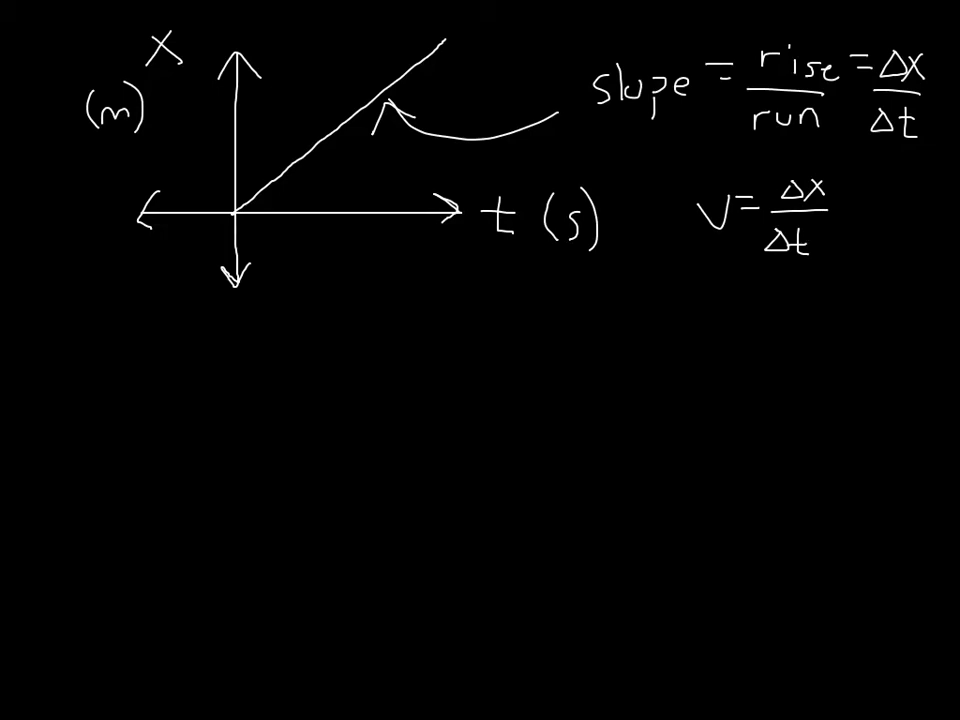 x
(m)
t (s)
slope = rise/run = Δx/Δt
v = Δx/Δt